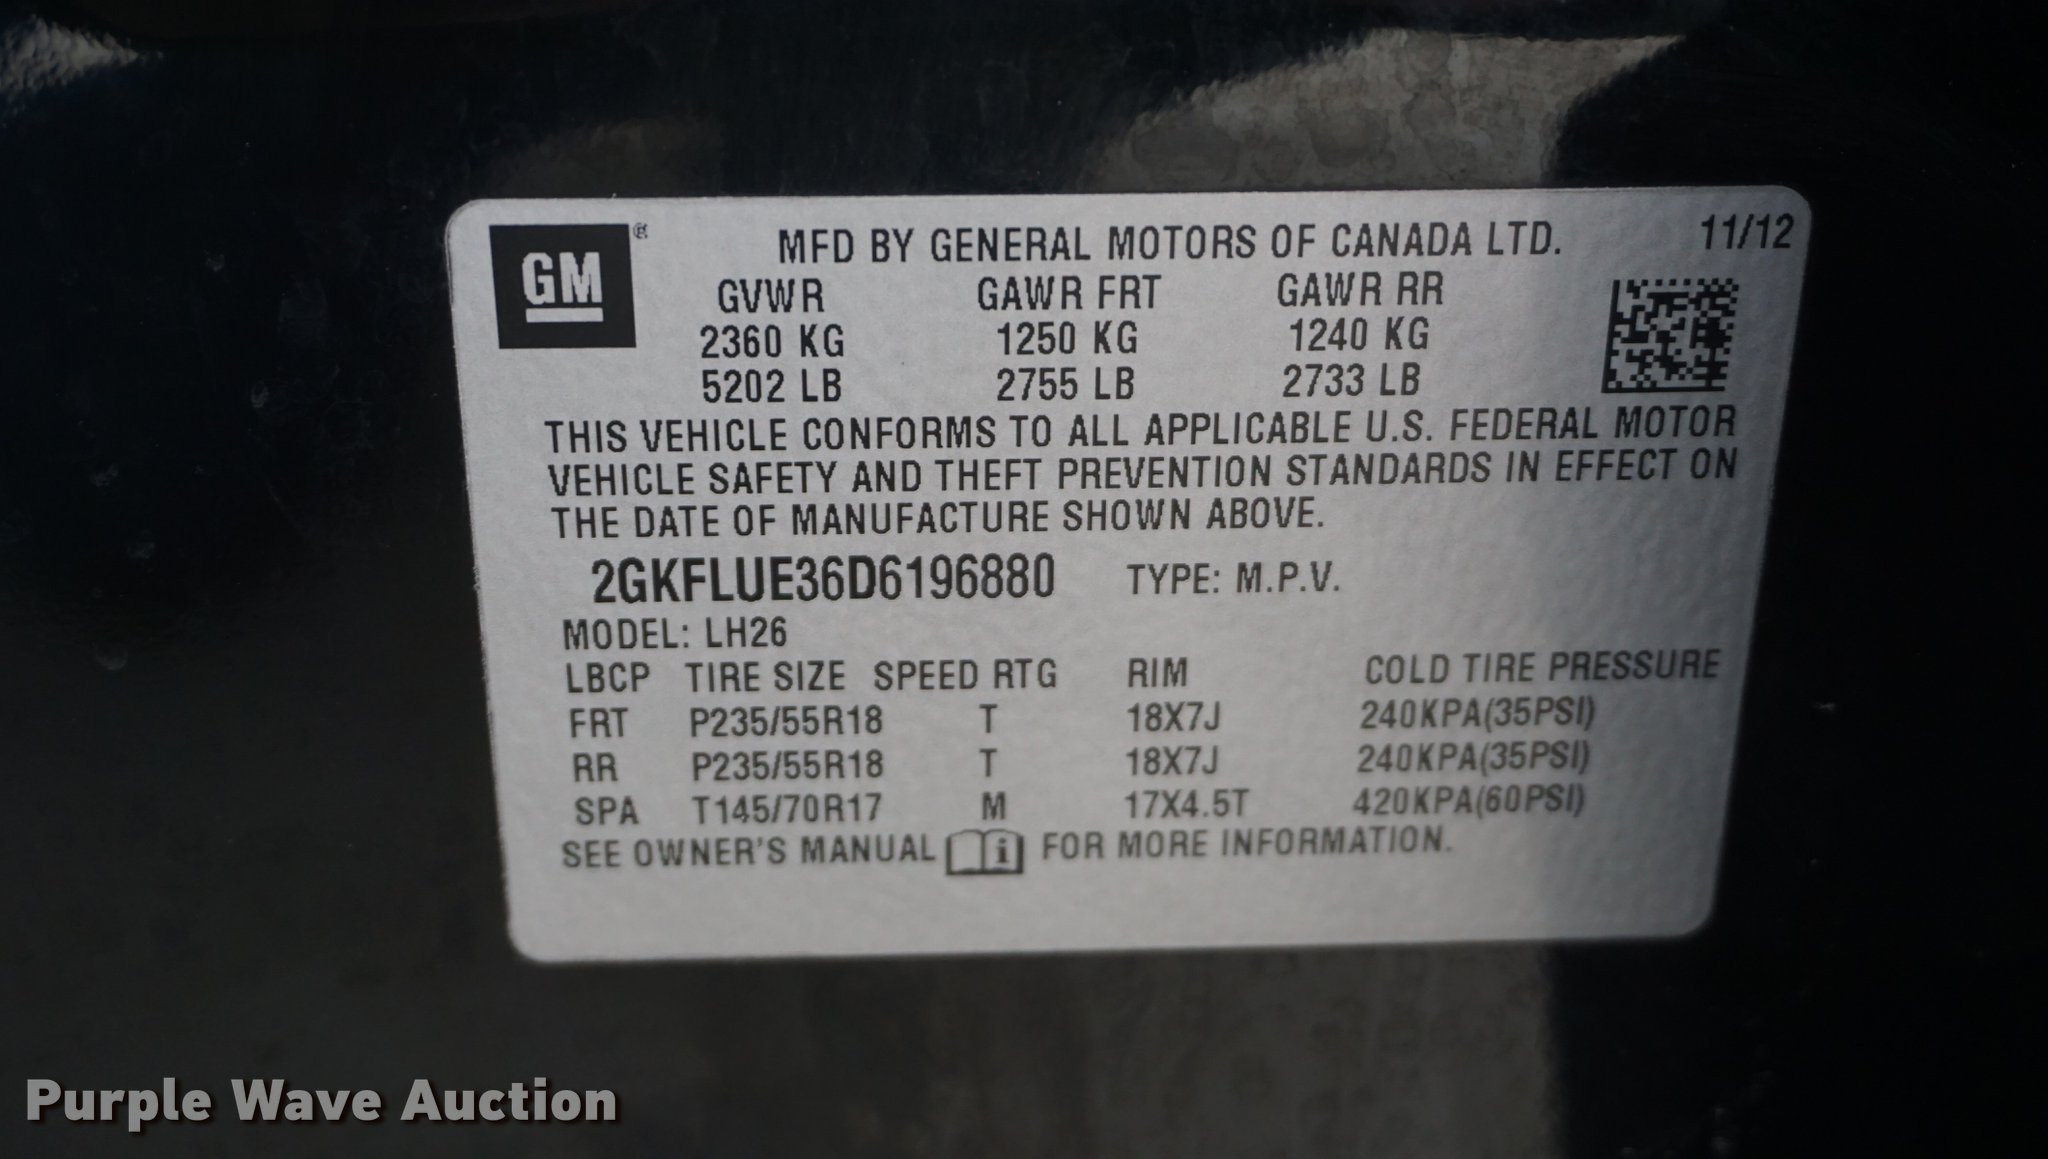 GM ®
MFD BY GENERAL MOTORS OF CANADA LTD. 11/12
GVWR GAWR FRT GAWR RR
2360 KG 1250 KG 1240 KG
5202 LB 2755 LB 2733 LB
THIS VEHICLE CONFORMS TO ALL APPLICABLE U.S. FEDERAL MOTOR
VEHICLE SAFETY AND THEFT PREVENTION STANDARDS IN EFFECT ON
THE DATE OF MANUFACTURE SHOWN ABOVE.
2GKFLUE36D6196880 TYPE: M.P.V.
MODEL: LH26
LBCP TIRE SIZE SPEED RTG RIM COLD TIRE PRESSURE
FRT P235/55R18 T 18X7J 240KPA(35PSI)
RR P235/55R18 T 18X7J 240KPA(35PSI)
SPA T145/70R17 M 17X4.5T 420KPA(60PSI)
SEE OWNER'S MANUAL i FOR MORE INFORMATION.
Purple Wave Auction